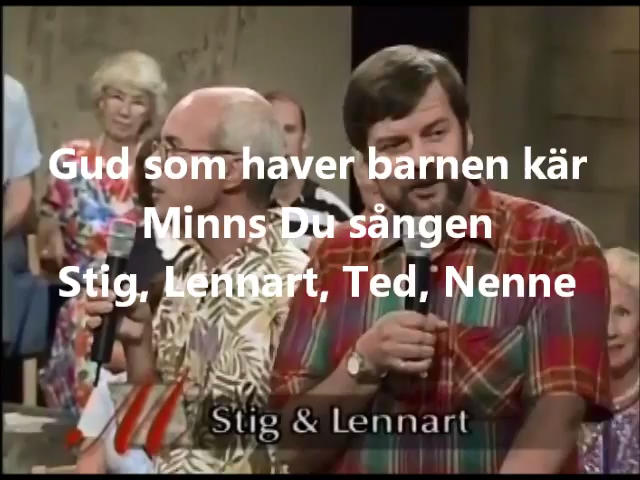 Gud som haver barnen kär
Minns Du sången
Stig, Lennart, Ted, Nenne
M Stig & Lennart